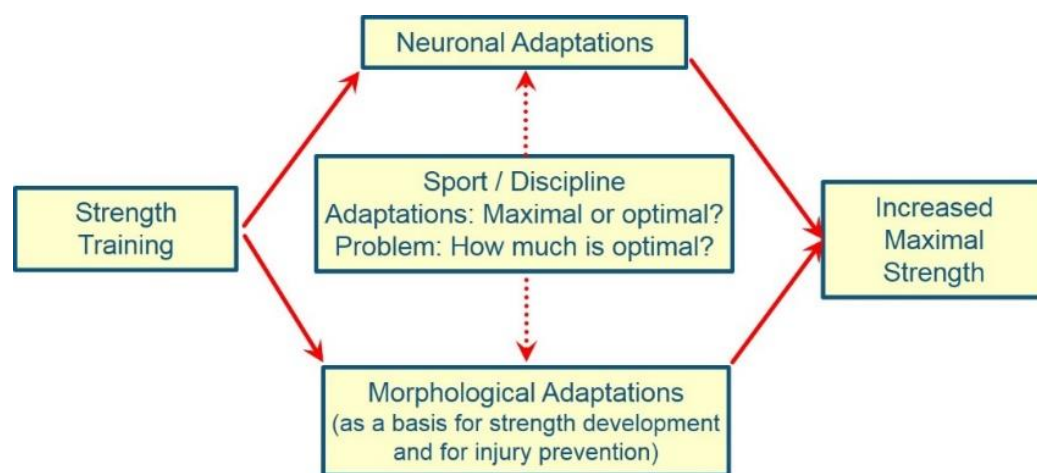 Neuronal Adaptations
Sport / Discipline
Adaptations: Maximal or optimal?
Problem: How much is optimal?
Strength
Training
Increased
Maximal
Strength
Morphological Adaptations
(as a basis for strength development
and for injury prevention)